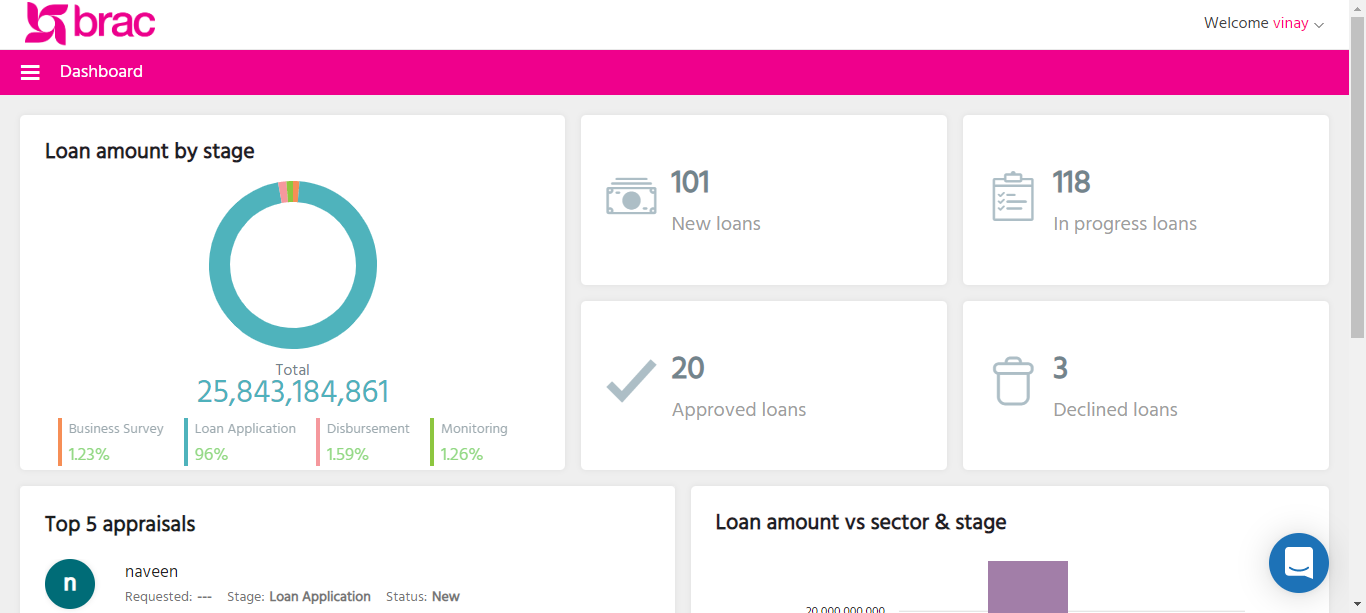 brac
Welcome vinay
Dashboard
Loan amount by stage
Total
25,843,184,861
Business Survey
1.23%
Loan Application
96%
Disbursement
1.59%
Monitoring
1.26%
101
New loans
118
In progress loans
20
Approved loans
3
Declined loans
Top 5 appraisals
n
naveen
Requested: --- Stage: Loan Application Status: New
Loan amount vs sector & stage
20,000,000,000